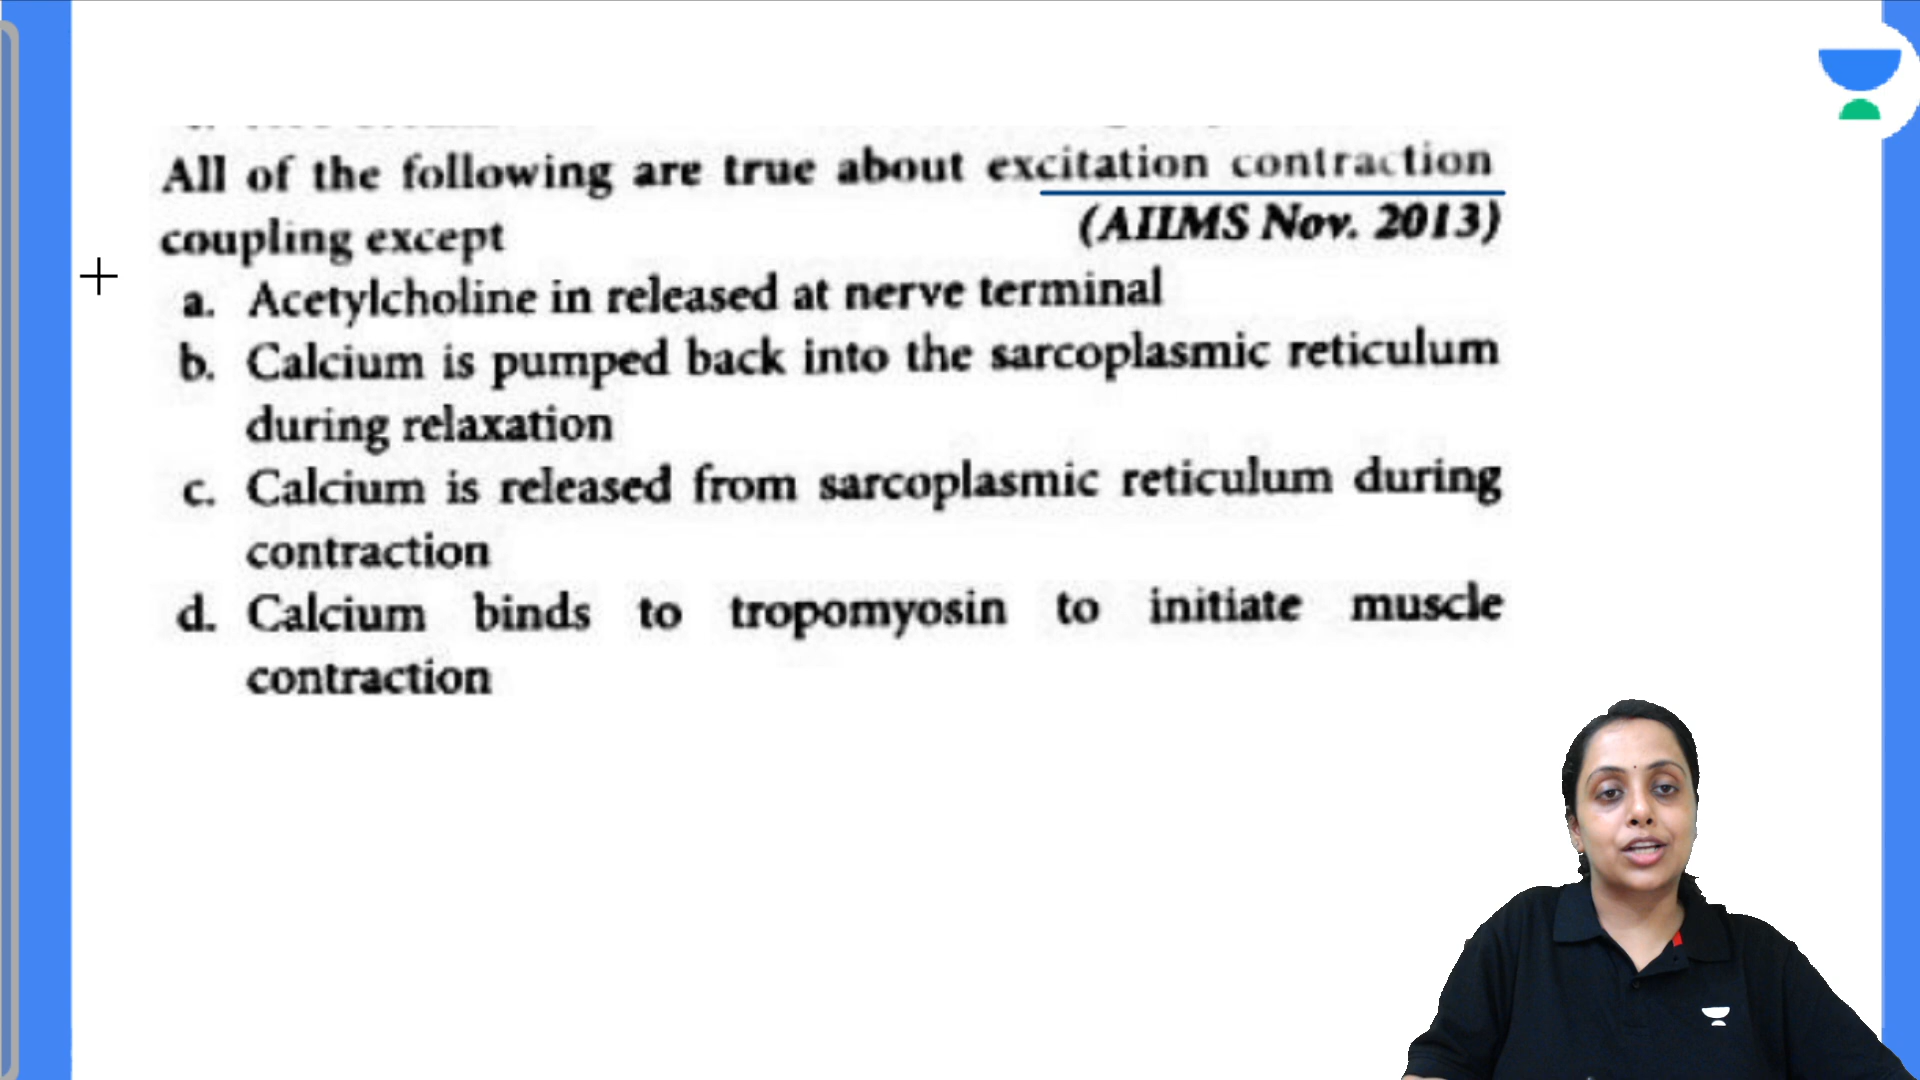 All of the following are true about excitation contraction
coupling except (AIIMS Nov. 2013)
a. Acetylcholine in released at nerve terminal
b. Calcium is pumped back into the sarcoplasmic reticulum
during relaxation
c. Calcium is released from sarcoplasmic reticulum during
contraction
d. Calcium binds to tropomyosin to initiate muscle
contraction